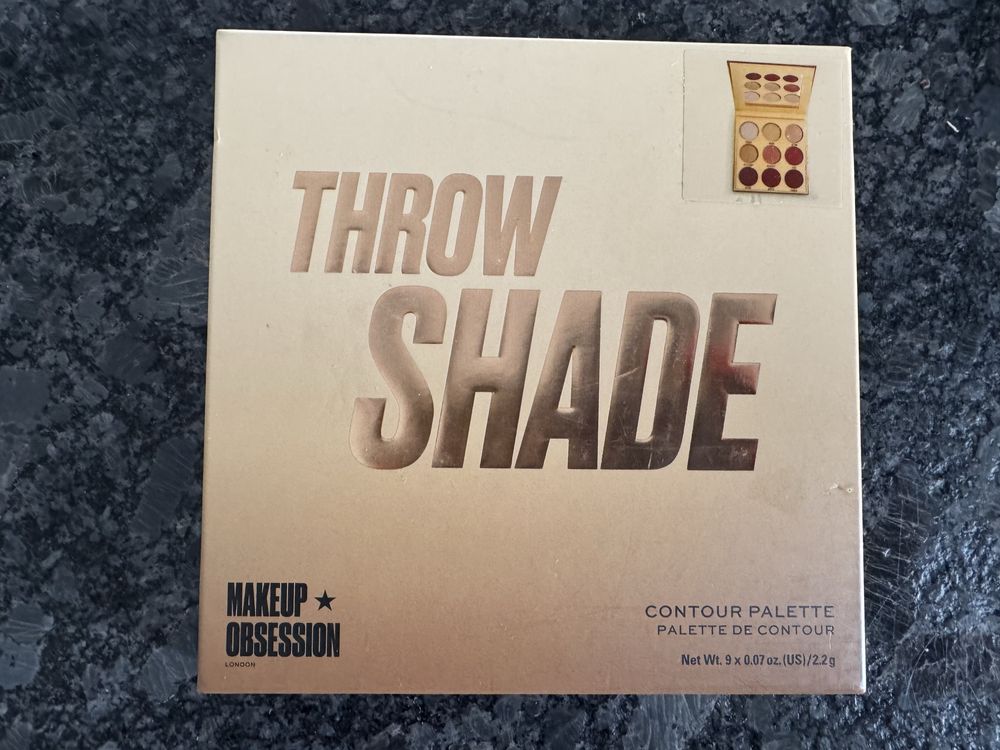 THROW
SHADE
MAKEUP ★
OBSESSION
LONDON
CONTOUR PALETTE
PALETTE DE CONTOUR
Net Wt. 9 x 0.07 oz. (US)/2.2g